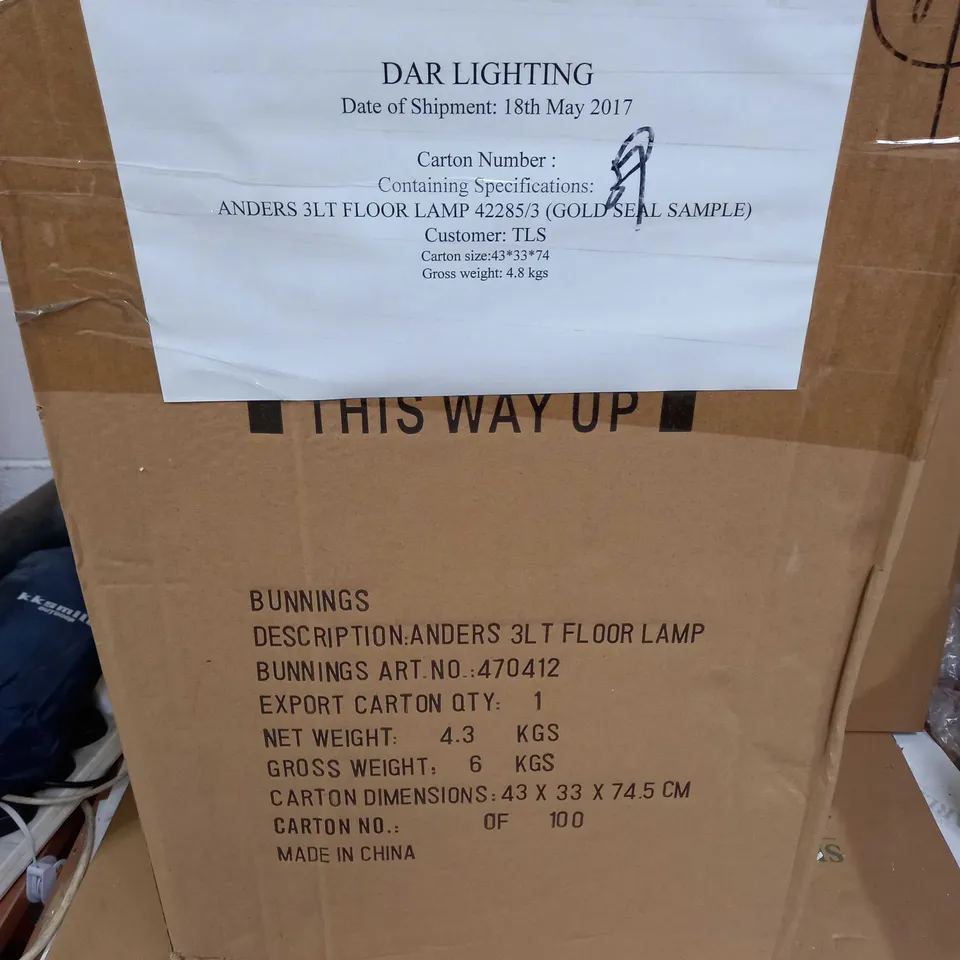 DAR LIGHTING
Date of Shipment: 18th May 2017
Carton Number :
Containing Specifications:
ANDERS 3LT FLOOR LAMP 42285/3 (GOLD SEAL SAMPLE)
Customer: TLS
Carton size:43*33*74
Gross weight: 4.8 kgs
THIS WAY UP
BUNNINGS
DESCRIPTION:ANDERS 3LT FLOOR LAMP
BUNNINGS ART.NO.:470412
EXPORT CARTON QTY: 1
NET WEIGHT: 4.3 KGS
GROSS WEIGHT: 6 KGS
CARTON DIMENSIONS: 43 X 33 X 74.5 CM
CARTON NO.: OF 100
MADE IN CHINA